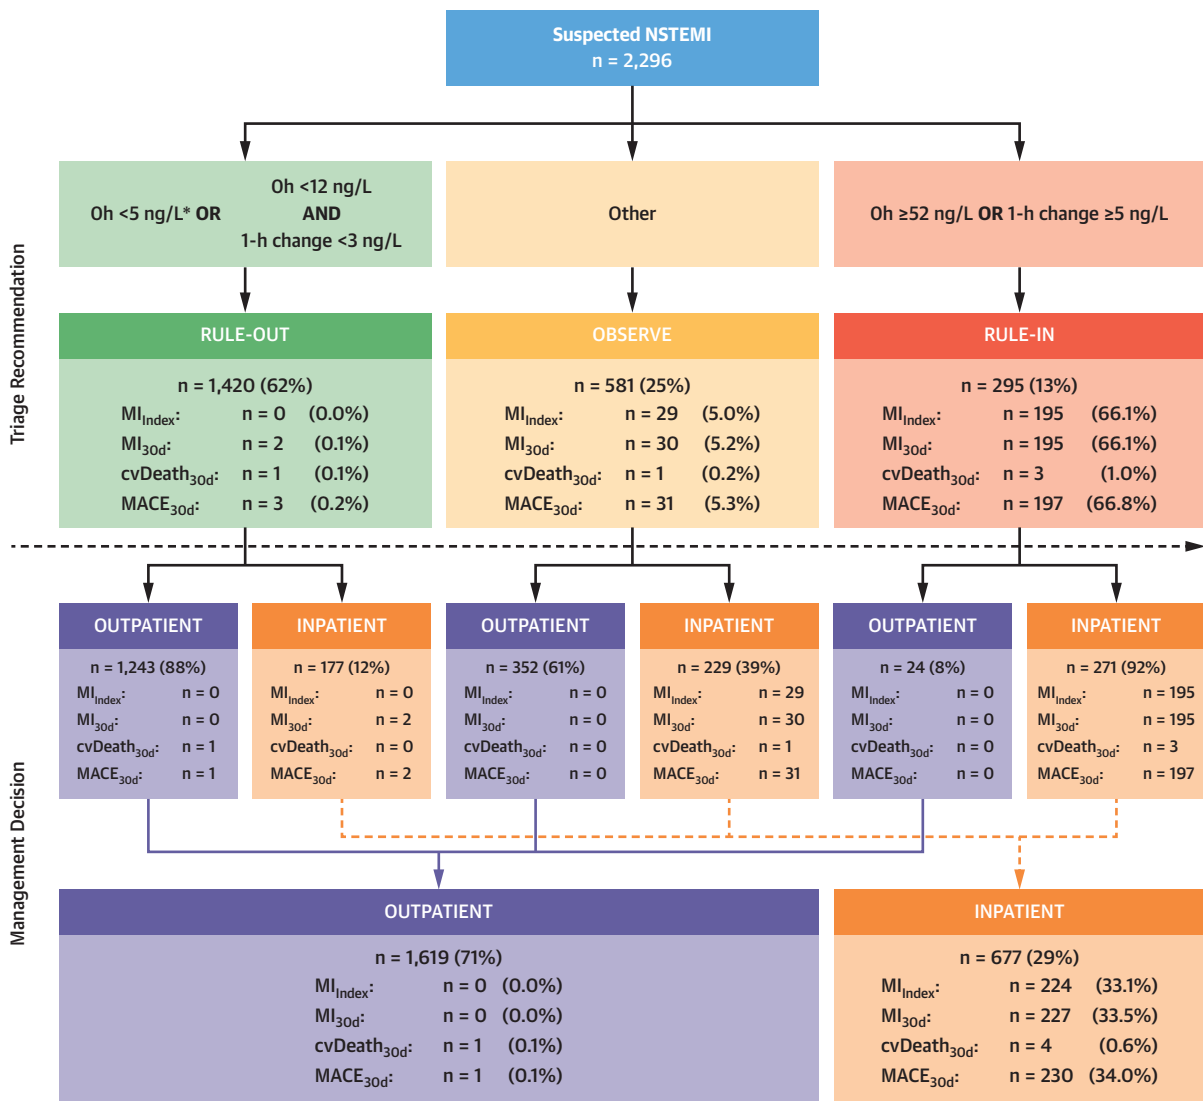 Suspected NSTEMI
n = 2,296
Triage Recommendation
0h <5 ng/L* OR
0h <12 ng/L
AND
1-h change <3 ng/L
Other
0h ≥52 ng/L OR 1-h change ≥5 ng/L
RULE-OUT
n = 1,420 (62%)
MIIndex: n = 0 (0.0%)
MI30d: n = 2 (0.1%)
cvDeath30d: n = 1 (0.1%)
MACE30d: n = 3 (0.2%)
OBSERVE
n = 581 (25%)
MIIndex: n = 29 (5.0%)
MI30d: n = 30 (5.2%)
cvDeath30d: n = 1 (0.2%)
MACE30d: n = 31 (5.3%)
RULE-IN
n = 295 (13%)
MIIndex: n = 195 (66.1%)
MI30d: n = 195 (66.1%)
cvDeath30d: n = 3 (1.0%)
MACE30d: n = 197 (66.8%)
Management Decision
OUTPATIENT
n = 1,243 (88%)
MIIndex: n = 0
MI30d: n = 0
cvDeath30d: n = 1
MACE30d: n = 1
INPATIENT
n = 177 (12%)
MIIndex: n = 0
MI30d: n = 2
cvDeath30d: n = 0
MACE30d: n = 2
OUTPATIENT
n = 352 (61%)
MIIndex: n = 0
MI30d: n = 0
cvDeath30d: n = 0
MACE30d: n = 0
INPATIENT
n = 229 (39%)
MIIndex: n = 29
MI30d: n = 30
cvDeath30d: n = 1
MACE30d: n = 31
OUTPATIENT
n = 24 (8%)
MIIndex: n = 0
MI30d: n = 0
cvDeath30d: n = 0
MACE30d: n = 0
INPATIENT
n = 271 (92%)
MIIndex: n = 195
MI30d: n = 195
cvDeath30d: n = 3
MACE30d: n = 197
OUTPATIENT
n = 1,619 (71%)
MIIndex: n = 0 (0.0%)
MI30d: n = 0 (0.0%)
cvDeath30d: n = 1 (0.1%)
MACE30d: n = 1 (0.1%)
INPATIENT
n = 677 (29%)
MIIndex: n = 224 (33.1%)
MI30d: n = 227 (33.5%)
cvDeath30d: n = 4 (0.6%)
MACE30d: n = 230 (34.0%)